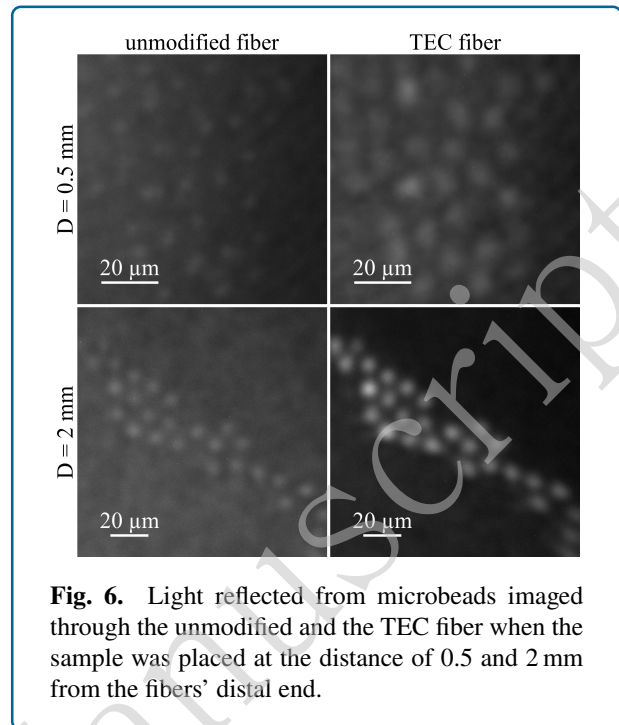 unmodified fiber TEC fiber
D = 0.5 mm
20 µm 20 µm
D = 2 mm
20 µm 20 µm
Fig. 6. Light reflected from microbeads imaged
through the unmodified and the TEC fiber when the
sample was placed at the distance of 0.5 and 2 mm
from the fibers’ distal end.
anuscript